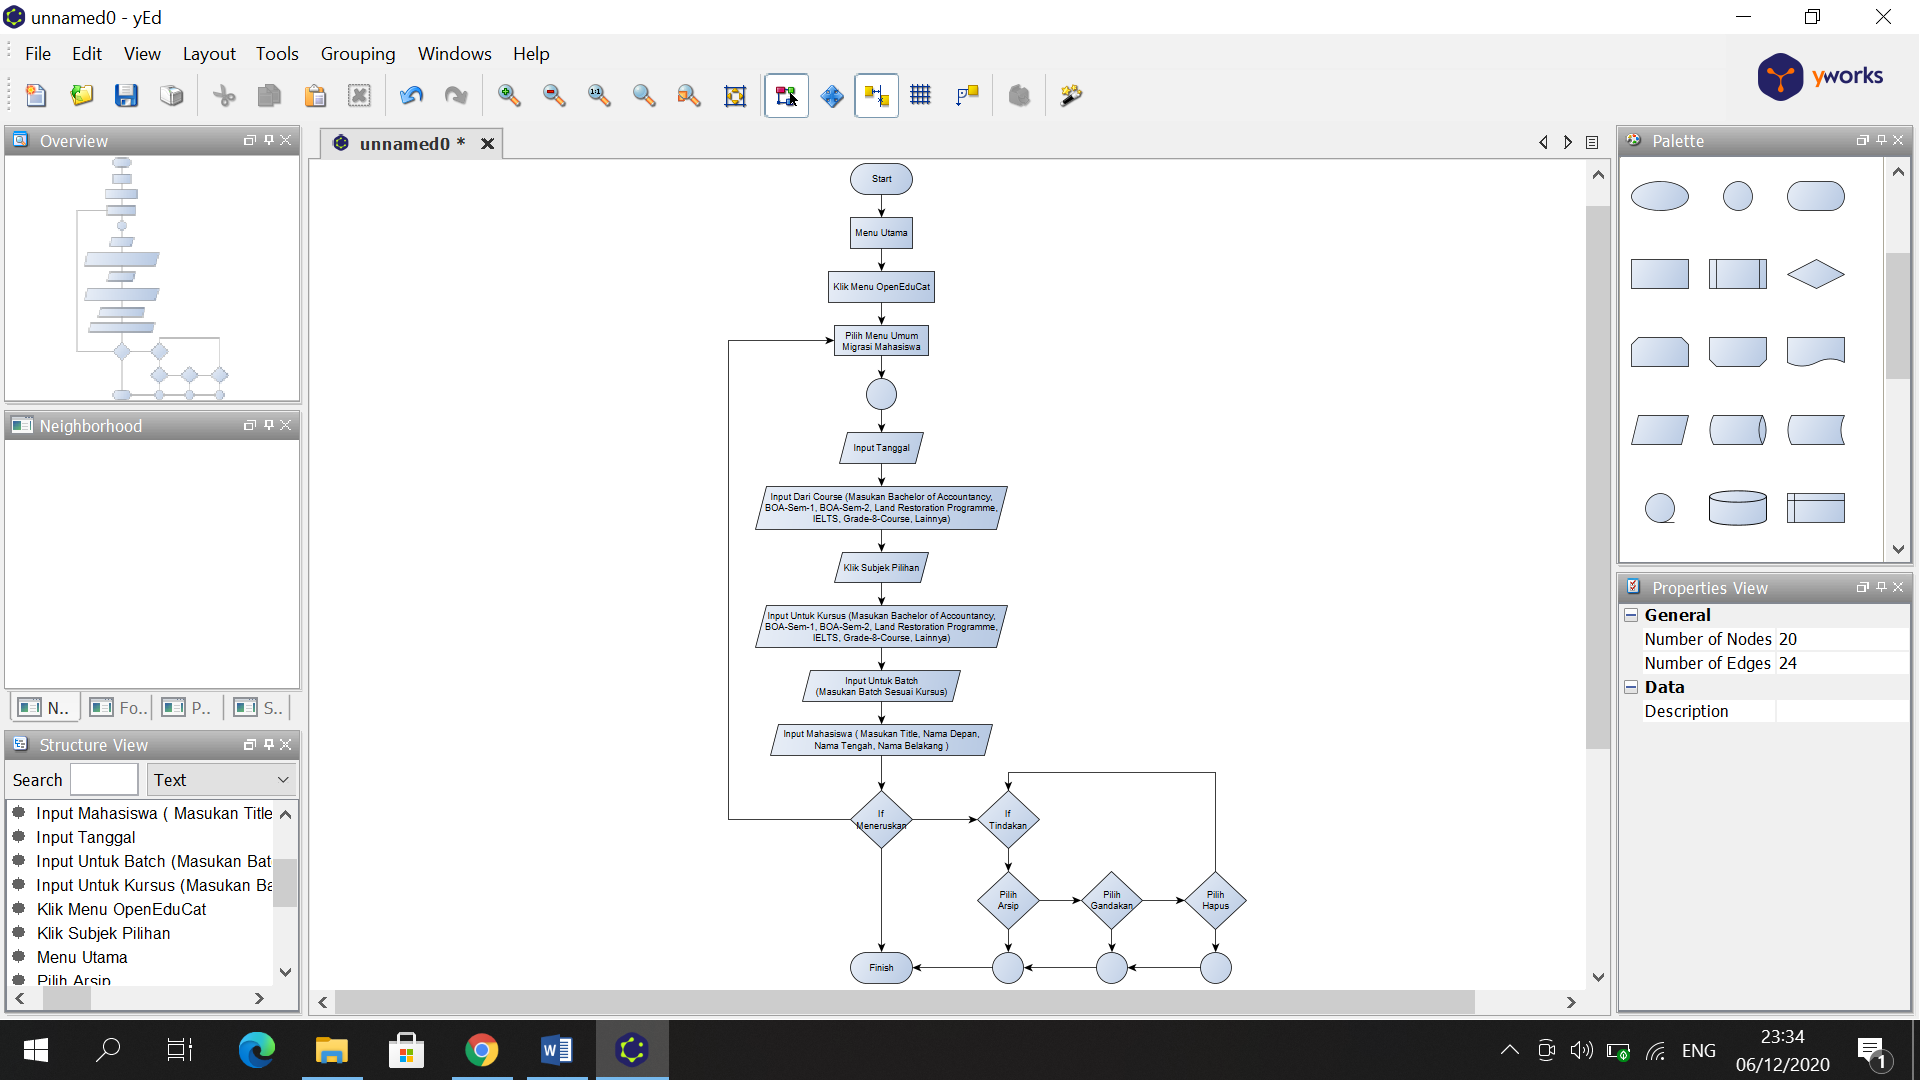 unnamed0 - yEd
File Edit View Layout Tools Grouping Windows Help
yworks
Overview
unnamed0 *
Palette
Start
Menu Utama
Klik Menu OpenEduCat
Pilih Menu Umum
Migrasi Mahasiswa
Input Tanggal
Input Dari Course (Masukan Bachelor of Accountancy,
BOA-Sem-1, BOA-Sem-2, Land Restoration Programme,
IELTS, Grade-8-Course, Lainnya)
Klik Subjek Pilihan
Input Untuk Kursus (Masukan Bachelor of Accountancy,
BOA-Sem-1, BOA-Sem-2, Land Restoration Programme,
IELTS, Grade-8-Course, Lainnya)
Input Untuk Batch
(Masukan Batch Sesuai Kursus)
Input Mahasiswa ( Masukan Title, Nama Depan,
Nama Tengah, Nama Belakang )
If
Meneruskan
If
Tindakan
Pilih
Arsip
Pilih
Gandakan
Pilih
Hapus
Finish
Neighborhood
N.. Fo.. P.. S..
Structure View
Search Text
Input Mahasiswa ( Masukan Title
Input Tanggal
Input Untuk Batch (Masukan Bat
Input Untuk Kursus (Masukan Ba
Klik Menu OpenEduCat
Klik Subjek Pilihan
Menu Utama
Pilih Arsip
Properties View
General
Number of Nodes 20
Number of Edges 24
Data
Description
1:1
ENG
23:34
06/12/2020
1